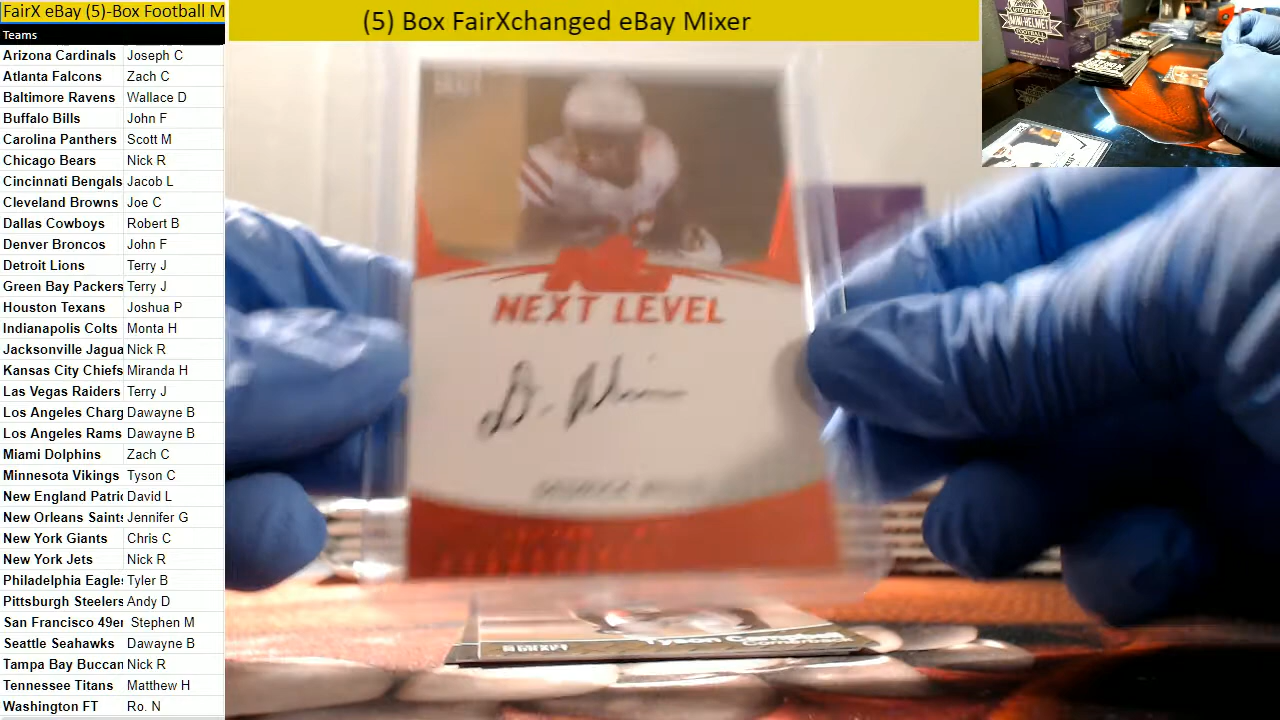 FairX eBay (5)-Box Football M
(5) Box FairXchanged eBay Mixer
Teams
Arizona Cardinals Joseph C
Atlanta Falcons Zach C
Baltimore Ravens Wallace D
Buffalo Bills John F
Carolina Panthers Scott M
Chicago Bears Nick R
Cincinnati Bengals Jacob L
Cleveland Browns Joe C
Dallas Cowboys Robert B
Denver Broncos John F
Detroit Lions Terry J
Green Bay Packers Terry J
Houston Texans Joshua P
Indianapolis Colts Monta H
Jacksonville Jagua Nick R
Kansas City Chiefs Miranda H
Las Vegas Raiders Terry J
Los Angeles Charg Dawayne B
Los Angeles Rams Dawayne B
Miami Dolphins Zach C
Minnesota Vikings Tyson C
New England Patri David L
New Orleans Saints Jennifer G
New York Giants Chris C
New York Jets Nick R
Philadelphia Eagle Tyler B
Pittsburgh Steelers Andy D
San Francisco 49er Stephen M
Seattle Seahawks Dawayne B
Tampa Bay Buccan Nick R
Tennessee Titans Matthew H
Washington FT Ro. N
NEXT LEVEL
Tyson Campbell
MINI-HELMET